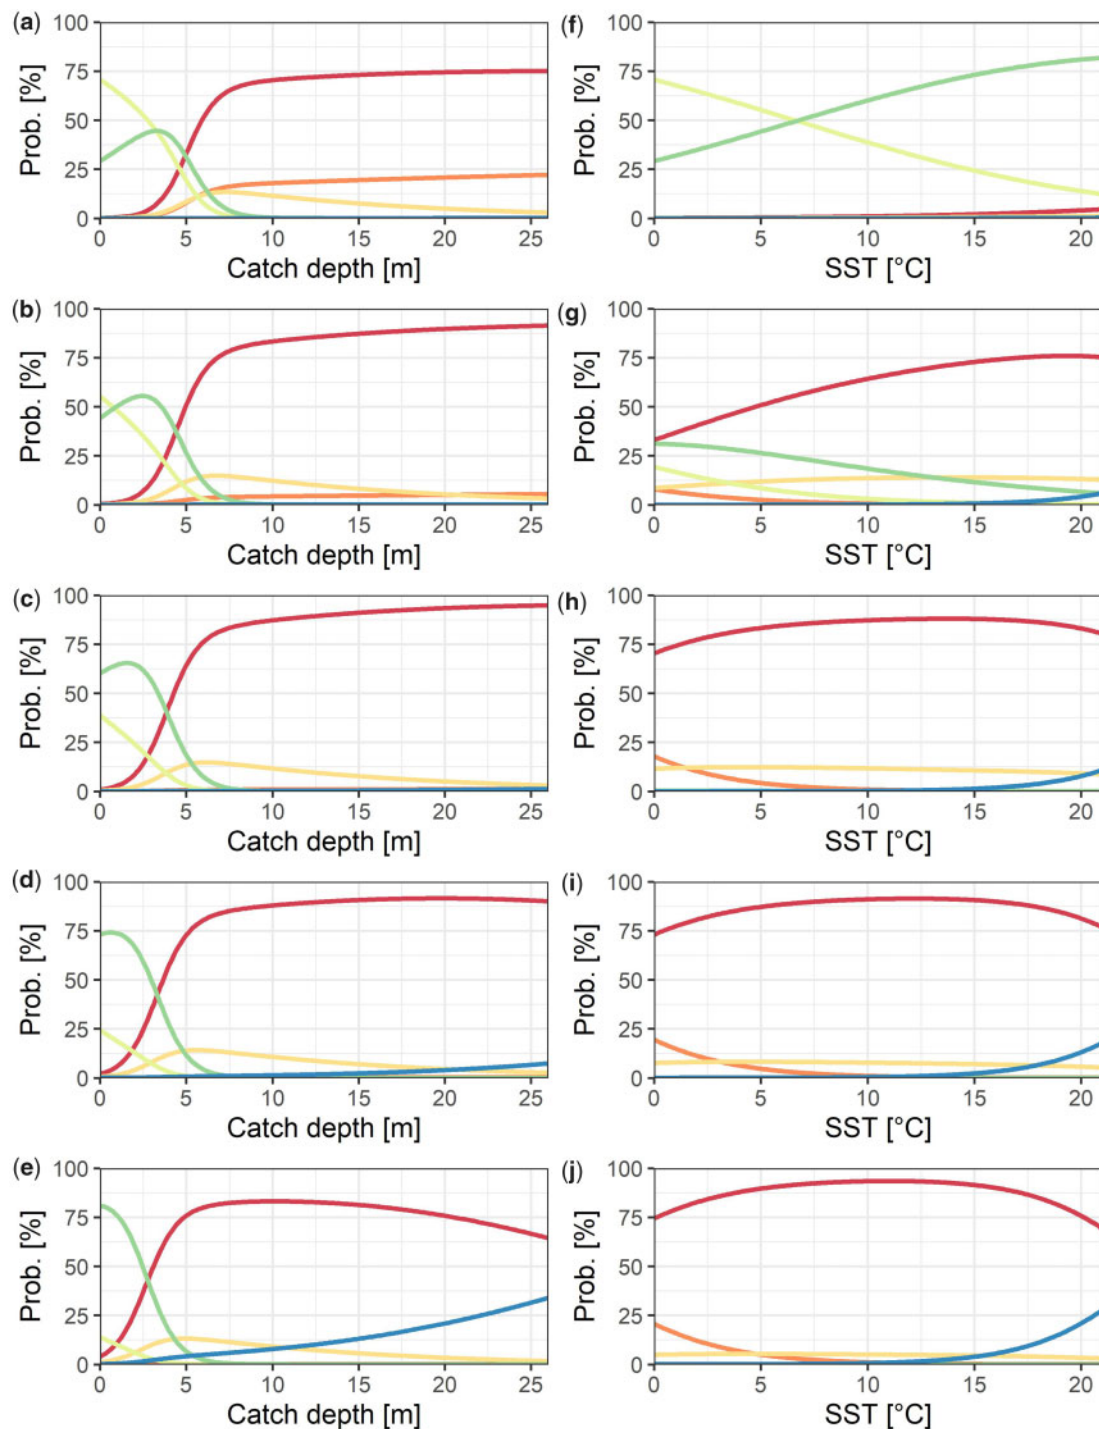 (a) 100 75 50 25 0 Prob. [%]
0 5 10 15 20 25
Catch depth [m]
(f) 100 75 50 25 0 Prob. [%]
0 5 10 15 20
SST [°C]
(b) 100 75 50 25 0 Prob. [%]
0 5 10 15 20 25
Catch depth [m]
(g) 100 75 50 25 0 Prob. [%]
0 5 10 15 20
SST [°C]
(c) 100 75 50 25 0 Prob. [%]
0 5 10 15 20 25
Catch depth [m]
(h) 100 75 50 25 0 Prob. [%]
0 5 10 15 20
SST [°C]
(d) 100 75 50 25 0 Prob. [%]
0 5 10 15 20 25
Catch depth [m]
(i) 100 75 50 25 0 Prob. [%]
0 5 10 15 20
SST [°C]
(e) 100 75 50 25 0 Prob. [%]
0 5 10 15 20 25
Catch depth [m]
(j) 100 75 50 25 0 Prob. [%]
0 5 10 15 20
SST [°C]